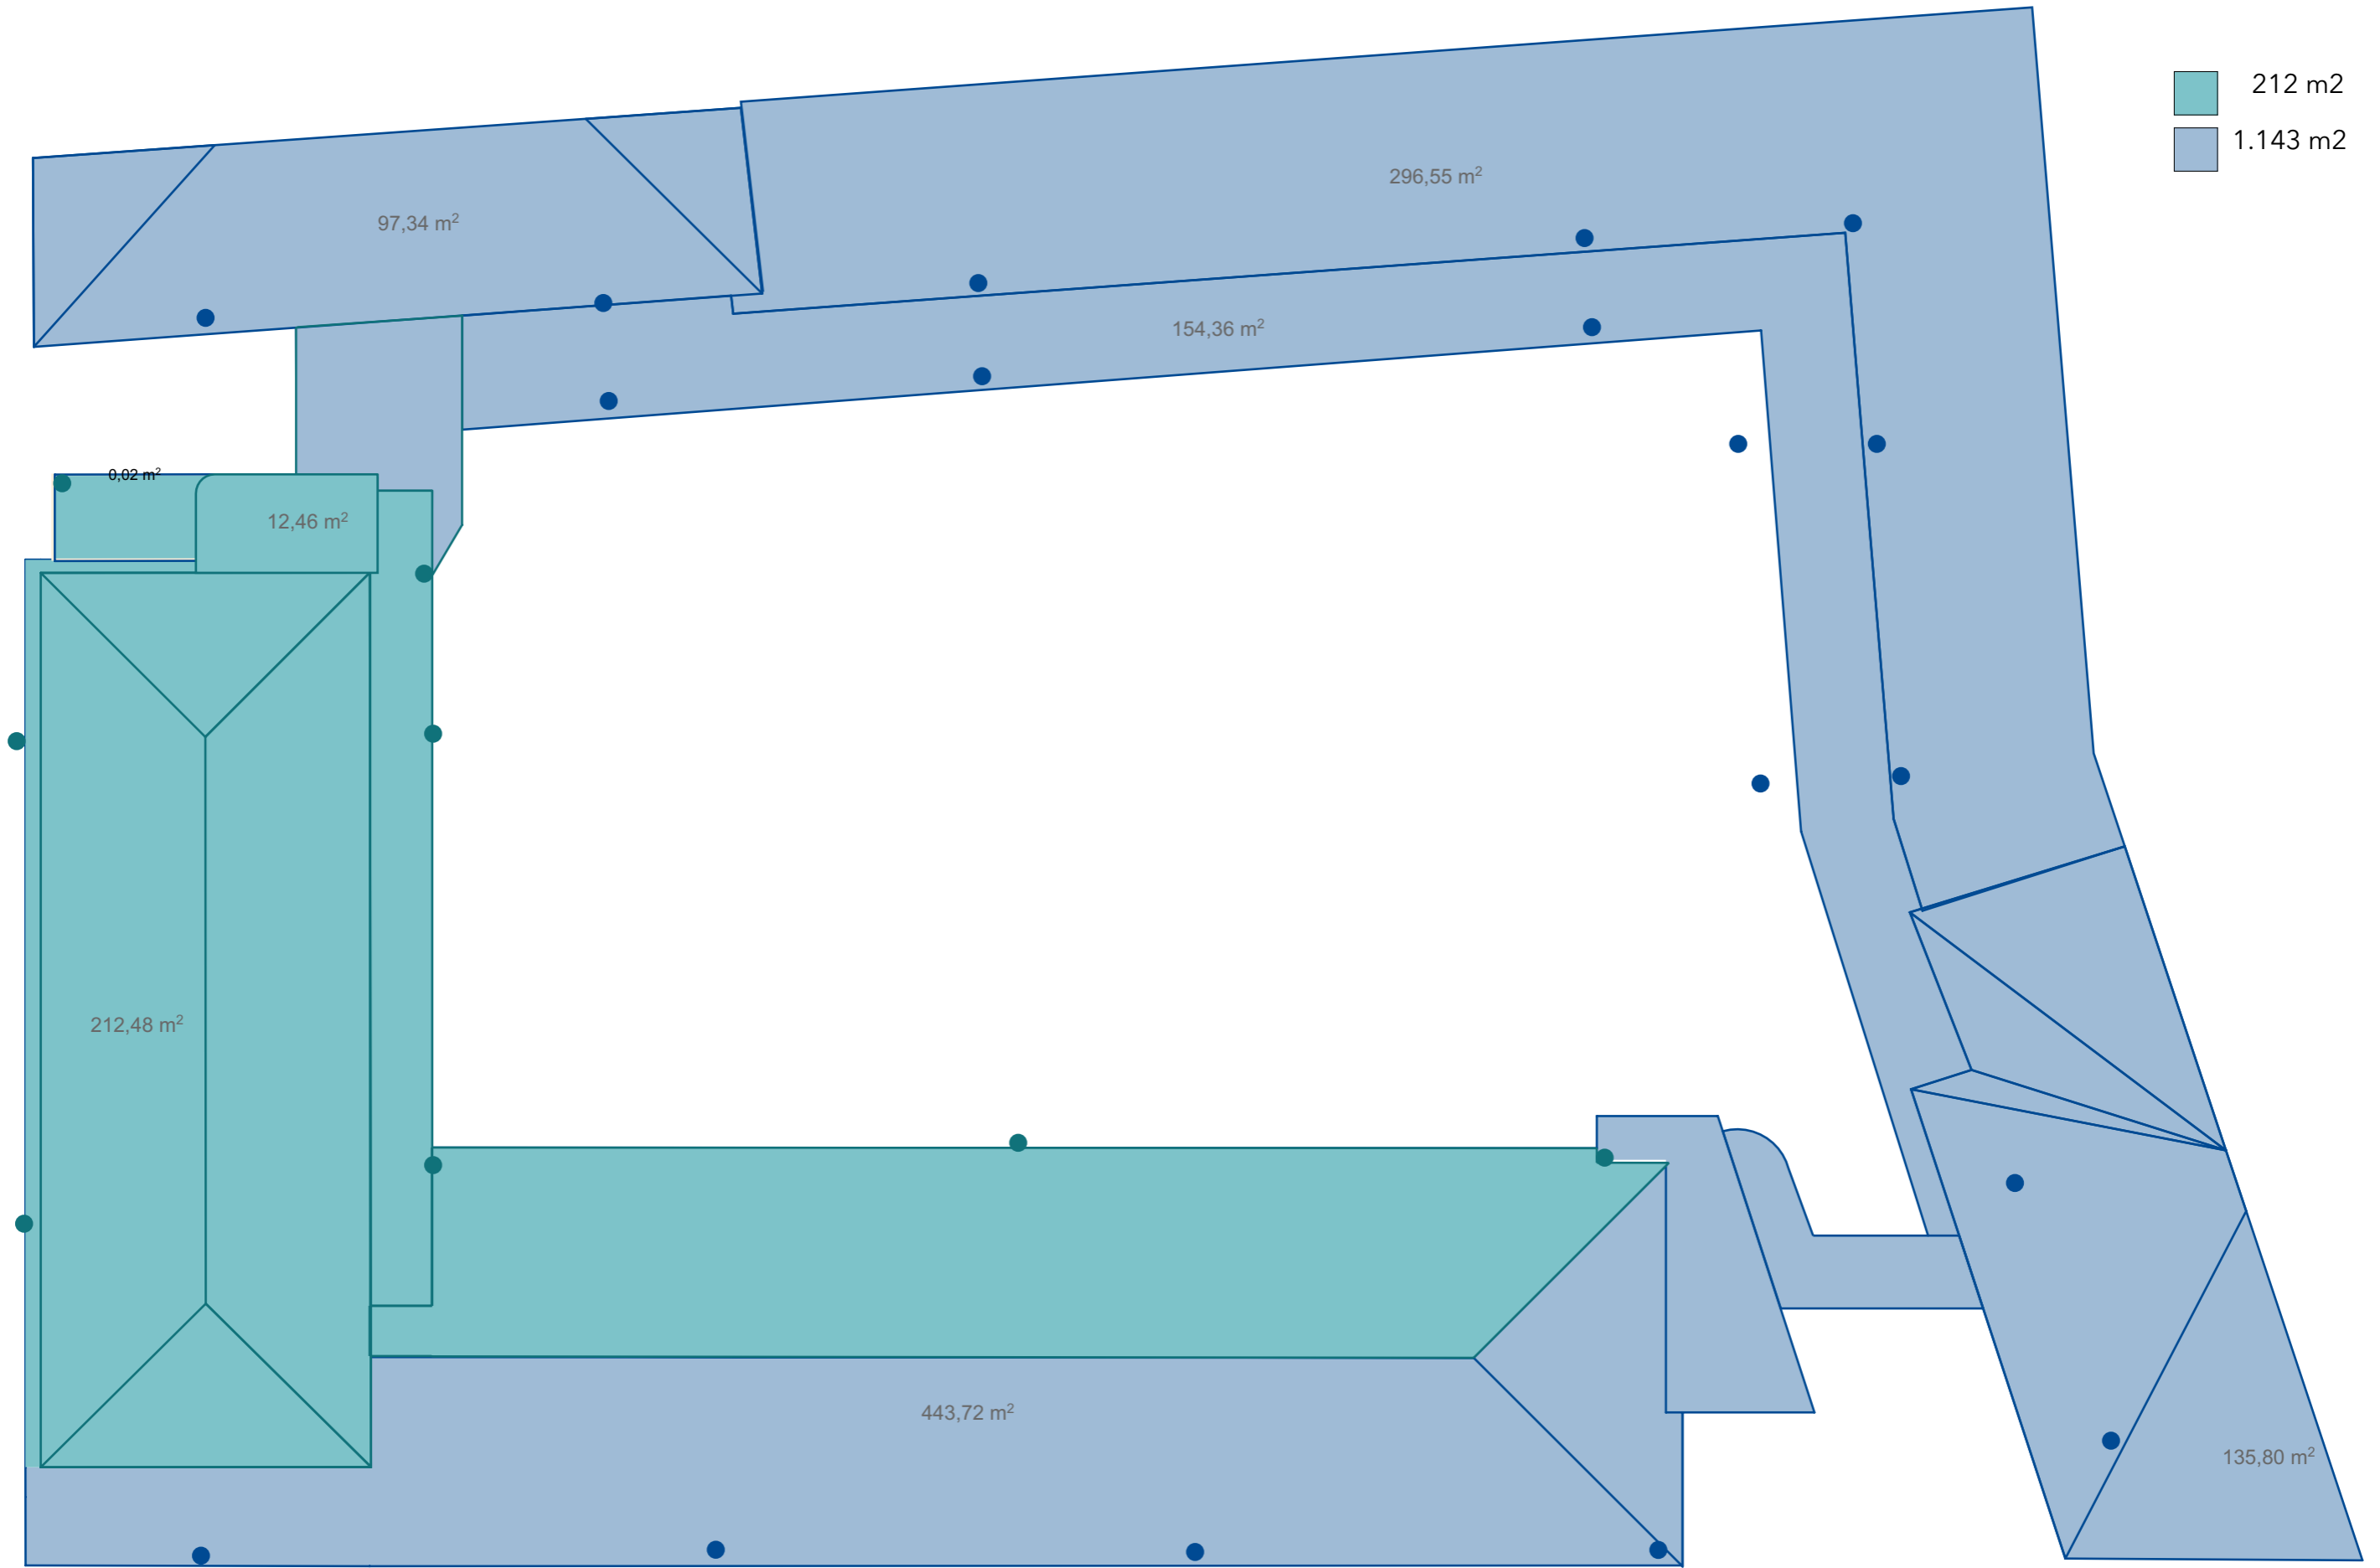 212 m2
1.143 m2
296,55 m²
97,34 m²
154,36 m²
0,02 m²
12,46 m²
212,48 m²
443,72 m²
135,80 m²